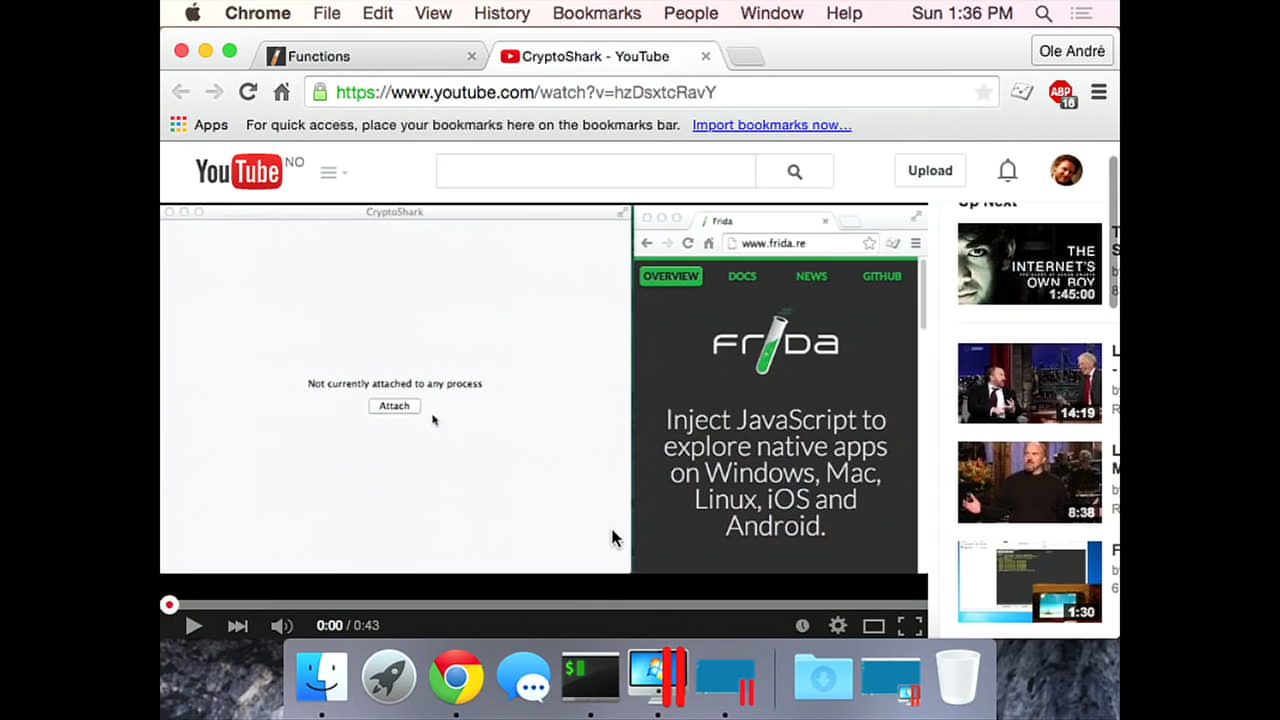 Chrome File Edit View History Bookmarks People Window Help Sun 1:36 PM
Functions
CryptoShark - YouTube
Ole André
https://www.youtube.com/watch?v=hzDsxtcRavY
ABP
16
Apps For quick access, place your bookmarks here on the bookmarks bar. Import bookmarks now...
YouTube NO
Upload
CryptoShark
Not currently attached to any process
Attach
Frida
www.frida.re
OVERVIEW DOCS NEWS GITHUB
FRIDA
Inject JavaScript to
explore native apps
on Windows, Mac,
Linux, iOS and
Android.
Up Next
THE
INTERNET'S
OWN BOY
1:45:00
14:19
8:38
1:30
0:00 / 0:43
$